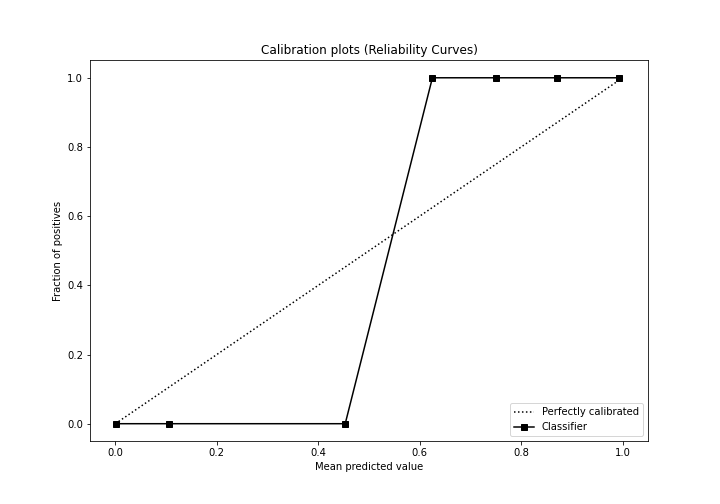 Calibration plots (Reliability Curves)
1.0
0.8
0.6
0.4
0.2
0.0
Fraction of positives
0.0 0.2 0.4 0.6 0.8 1.0
Mean predicted value
Perfectly calibrated
Classifier